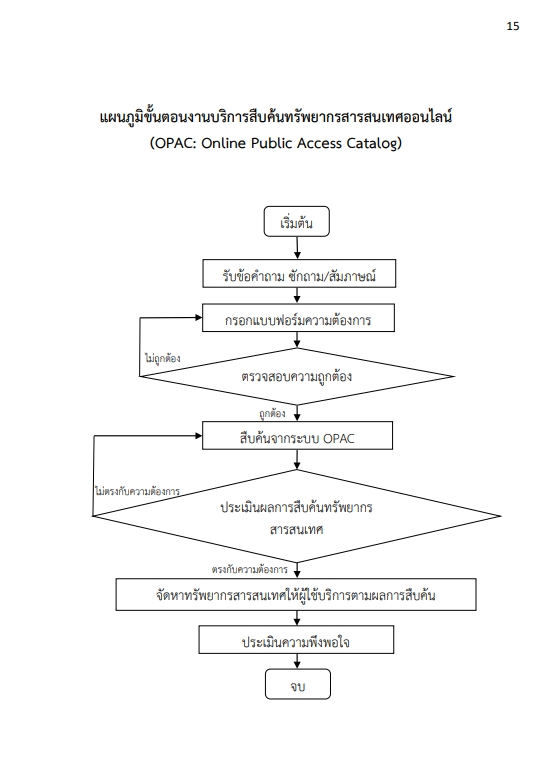 15
แผนภูมิขั้นตอนงานบริการสืบค้นทรัพยากรสารสนเทศออนไลน์
(OPAC: Online Public Access Catalog)
เริ่มต้น
รับข้อคำถาม ซักถาม/สัมภาษณ์
กรอกแบบฟอร์มความต้องการ
ไม่ถูกต้อง
ตรวจสอบความถูกต้อง
ถูกต้อง
สืบค้นจากระบบ OPAC
ไม่ตรงกับความต้องการ
ประเมินผลการสืบค้นทรัพยากร
สารสนเทศ
ตรงกับความต้องการ
จัดหาทรัพยากรสารสนเทศให้ผู้ใช้บริการตามผลการสืบค้น
ประเมินความพึงพอใจ
จบ